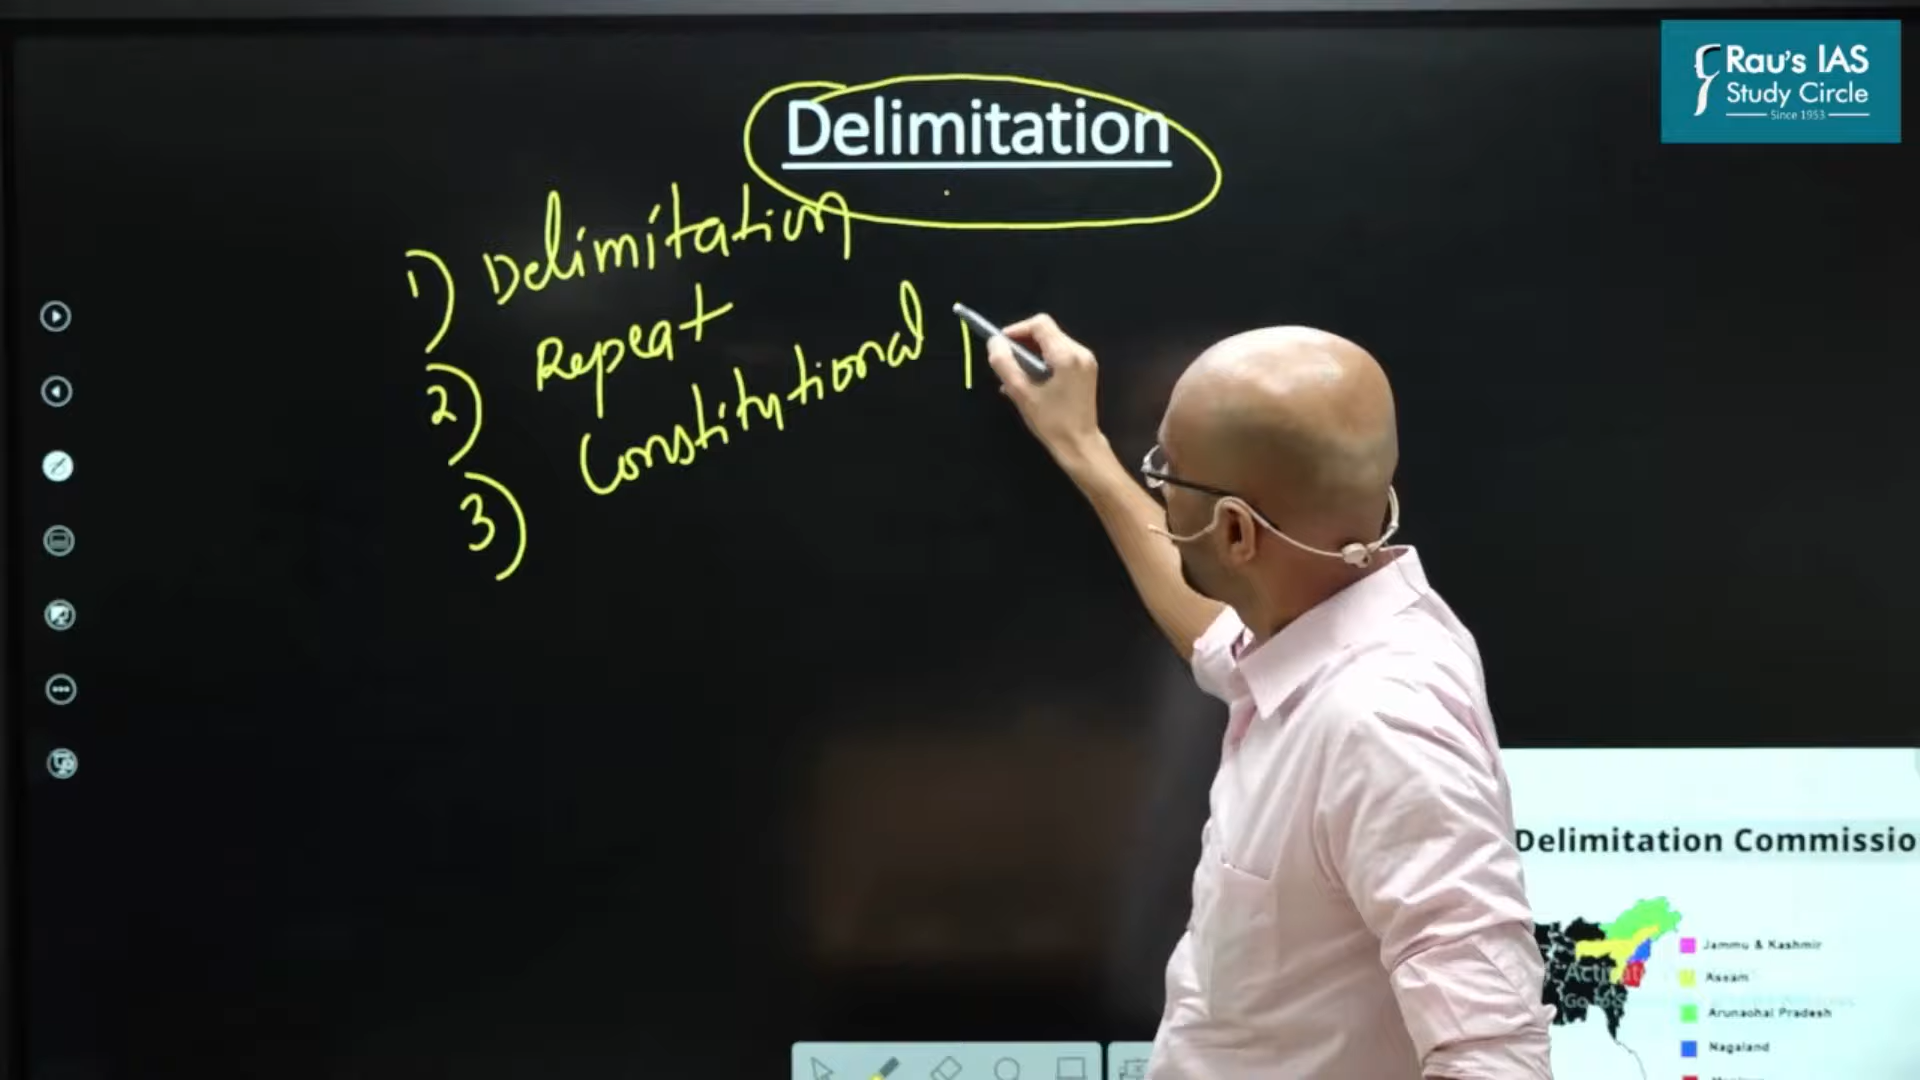 Rau's IAS
Study Circle
Since 1953
Delimitation
1) Delimitation
2) Repeat
3) Constitutional
Delimitation Commissio
Jammu & Kashmir
Assam
Arunachal Pradesh
Nagaland